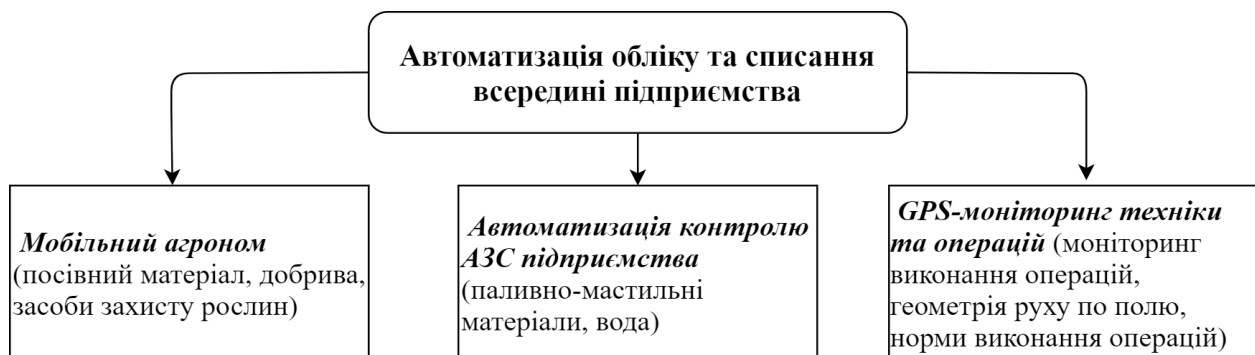 Автоматизація обліку та списання
всередині підприємства
Мобільний агроном
(посівний матеріал, добрива,
засоби захисту рослин)
Автоматизація контролю
АЗС підприємства
(паливно-мастильні
матеріали, вода)
GPS-моніторинг техніки
та операцій (моніторинг
виконання операцій,
геометрія руху по полю,
норми виконання операцій)